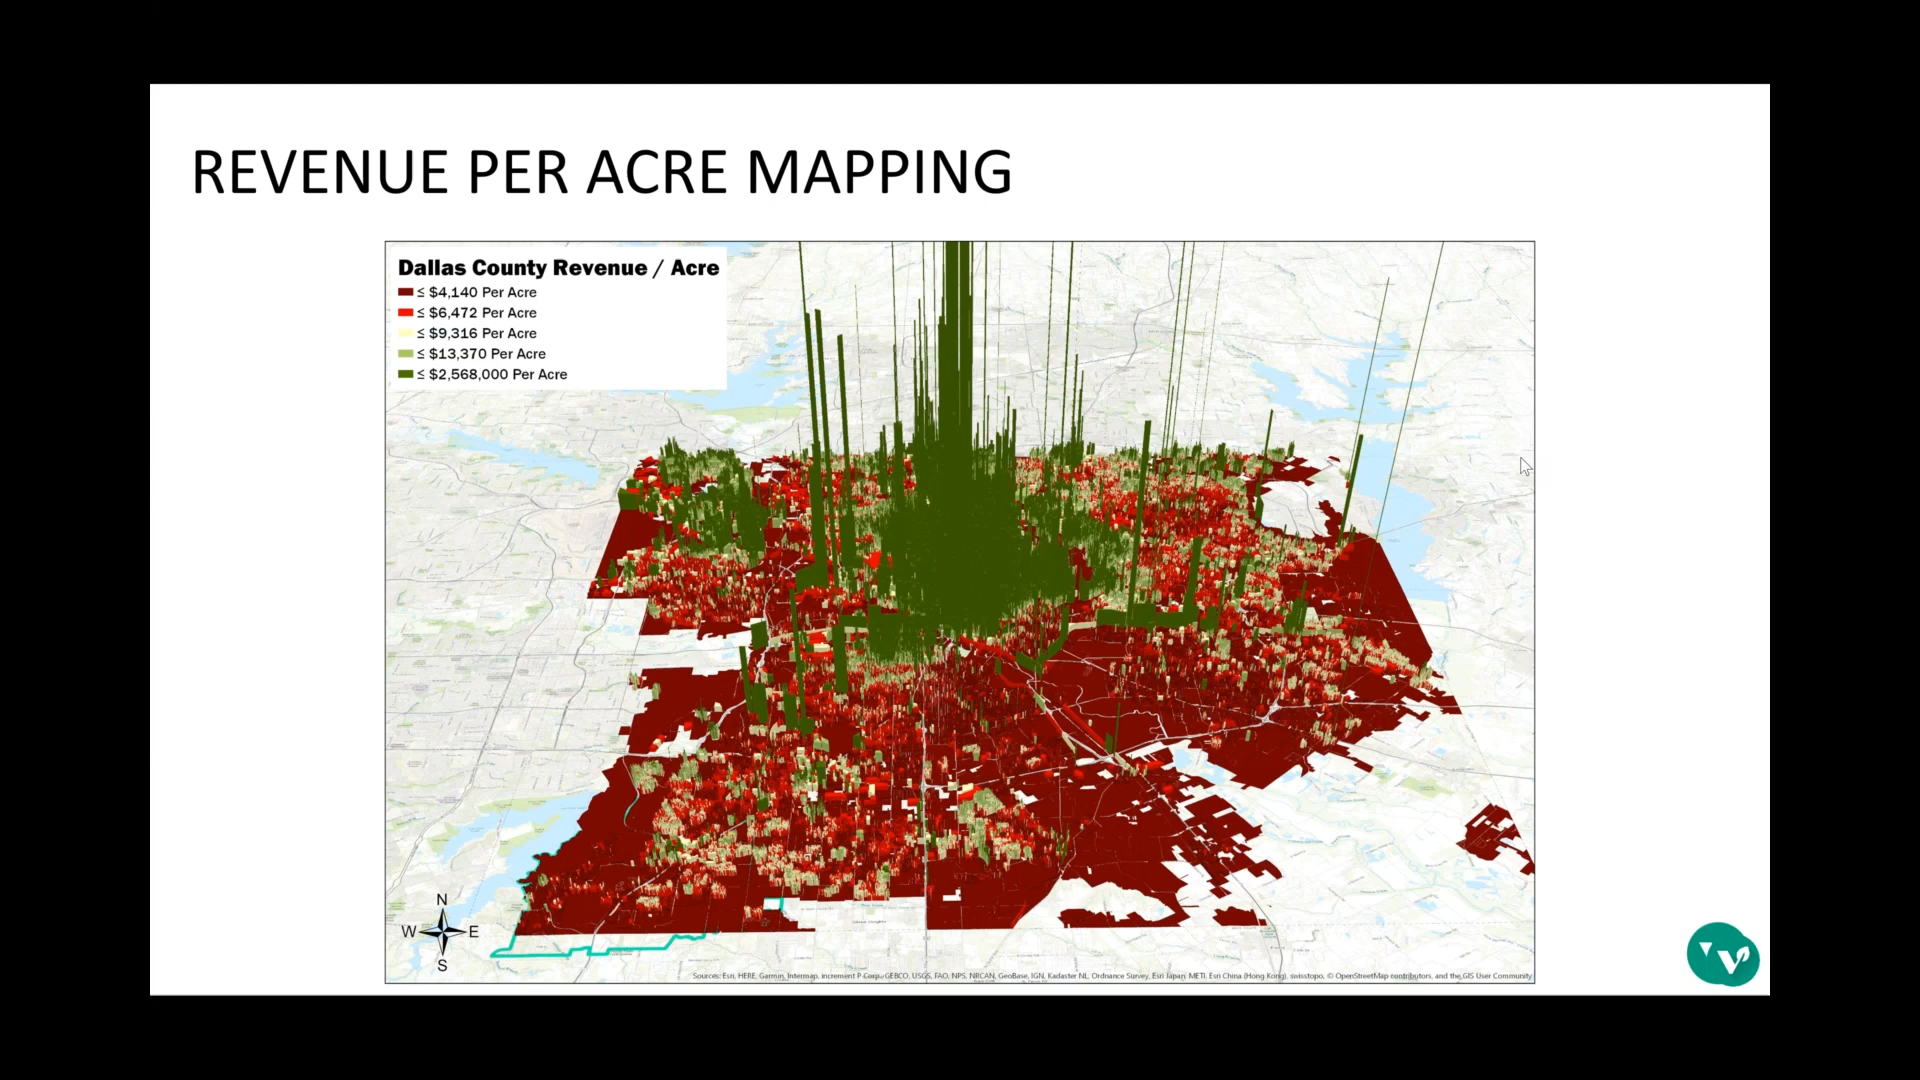 REVENUE PER ACRE MAPPING
Dallas County Revenue / Acre
≤ $4,140 Per Acre
≤ $6,472 Per Acre
≤ $9,316 Per Acre
≤ $13,370 Per Acre
≤ $2,568,000 Per Acre
N
W E
S
Sources: Esri, HERE, Garmin, Intermap, increment P Corp., GEBCO, USGS, FAO, NPS, NRCAN, GeoBase, IGN, Kadaster NL, Ordnance Survey, Esri Japan, METI, Esri China (Hong Kong), swisstopo, © OpenStreetMap contributors, and the GIS User Community